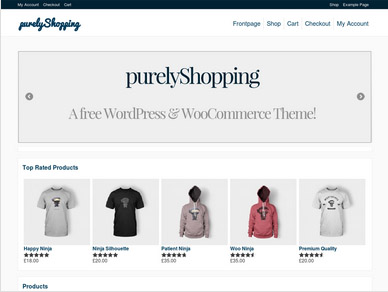 My Account Checkout Cart Shop Example Page
purelyShopping Frontpage Shop Cart Checkout My Account
purelyShopping
A free WordPress & WooCommerce Theme!
Top Rated Products
Happy Ninja Ninja Silhouette Patient Ninja Woo Ninja Premium Quality
£18.00 £20.00 £35.00 £35.00 £20.00
Products